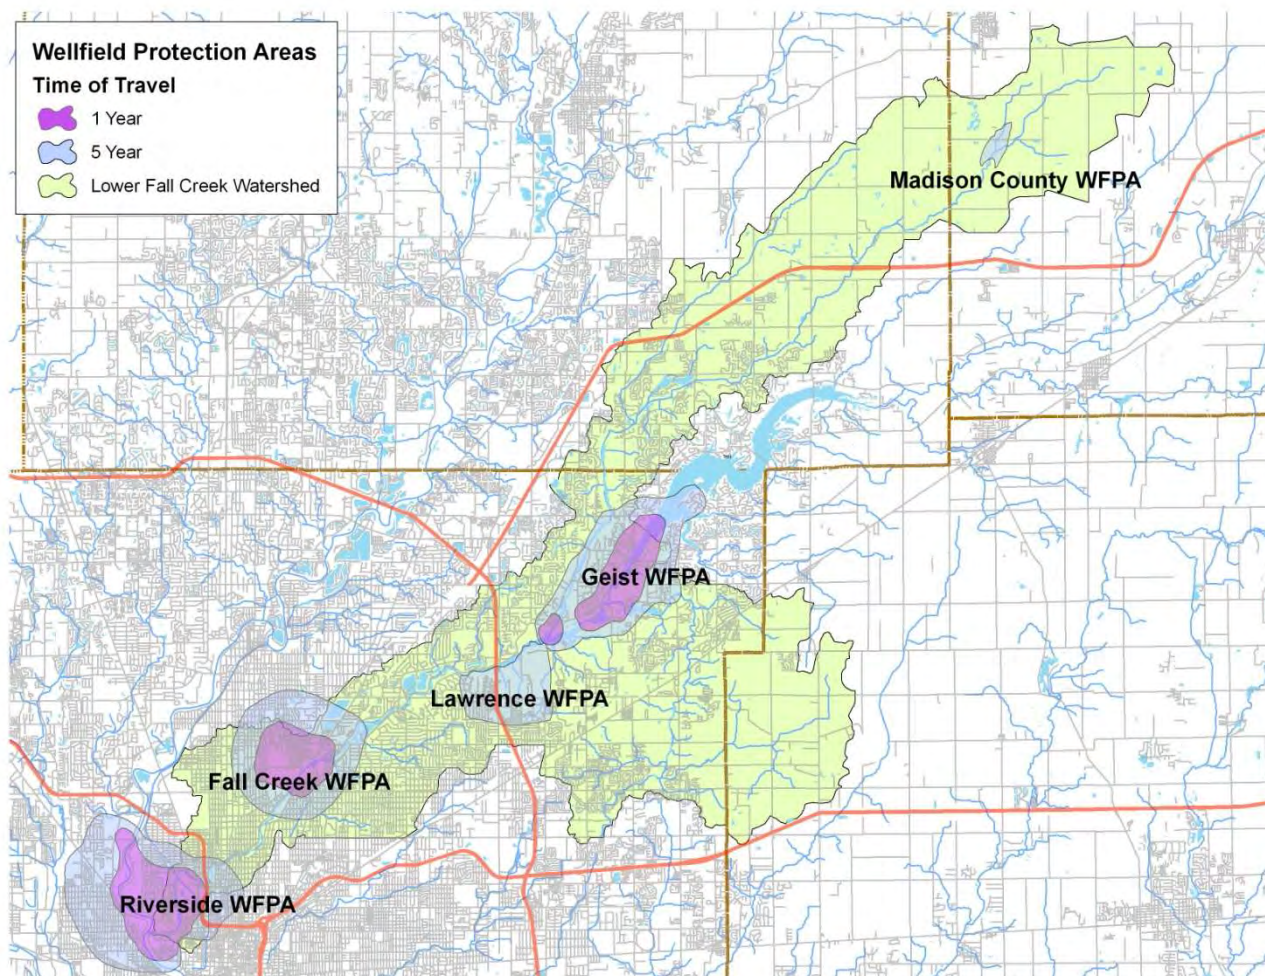 Wellfield Protection Areas
Time of Travel
1 Year
5 Year
Lower Fall Creek Watershed
Madison County WFPA
Geist WFPA
Lawrence WFPA
Fall Creek WFPA
Riverside WFPA